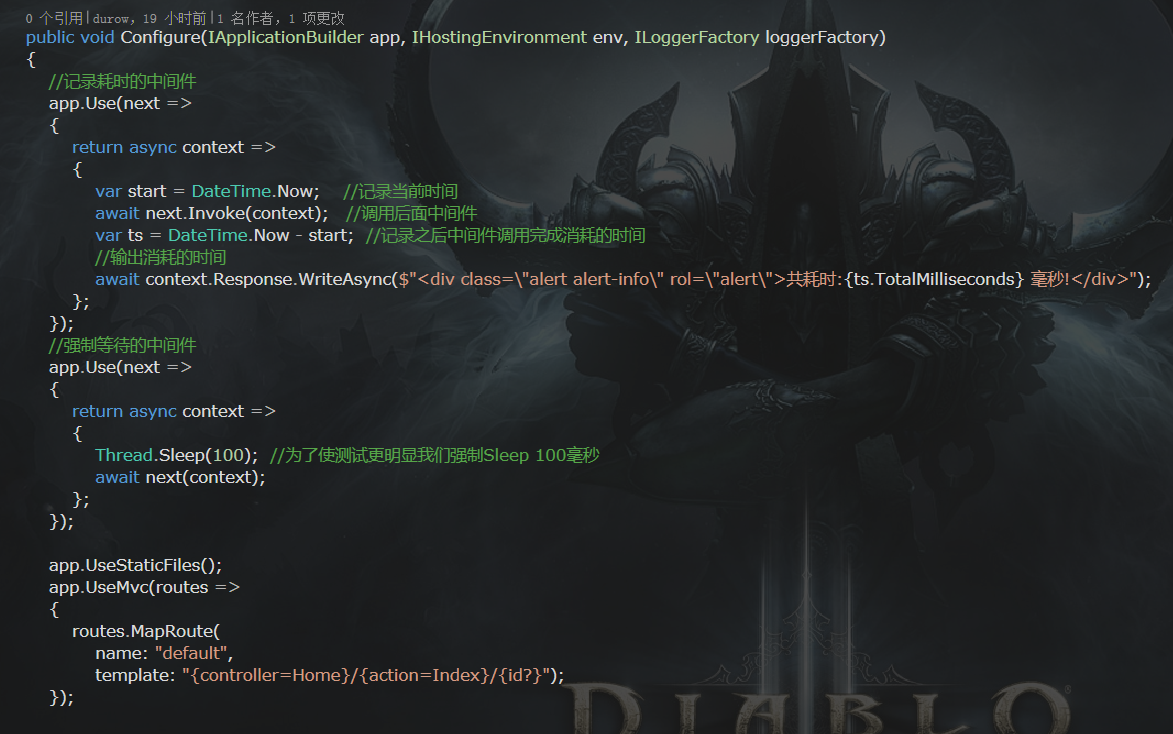 0 个引用|durow，19 小时前|1 名作者，1 项更改
public void Configure(IApplicationBuilder app, IHostingEnvironment env, ILoggerFactory loggerFactory)
{
//记录耗时的中间件
app.Use(next =>
{
return async context =>
{
var start = DateTime.Now; //记录当前时间
await next.Invoke(context); //调用后面中间件
var ts = DateTime.Now - start; //记录之后中间件调用完成消耗的时间
//输出消耗的时间
await context.Response.WriteAsync($"<div class=\"alert alert-info\" rol=\"alert\">共耗时:{ts.TotalMilliseconds} 毫秒!</div>");
};
});
//强制等待的中间件
app.Use(next =>
{
return async context =>
{
Thread.Sleep(100); //为了使测试更明显我们强制Sleep 100毫秒
await next(context);
};
});
app.UseStaticFiles();
app.UseMvc(routes =>
{
routes.MapRoute(
name: "default",
template: "{controller=Home}/{action=Index}/{id?}");
});
DIABLO®